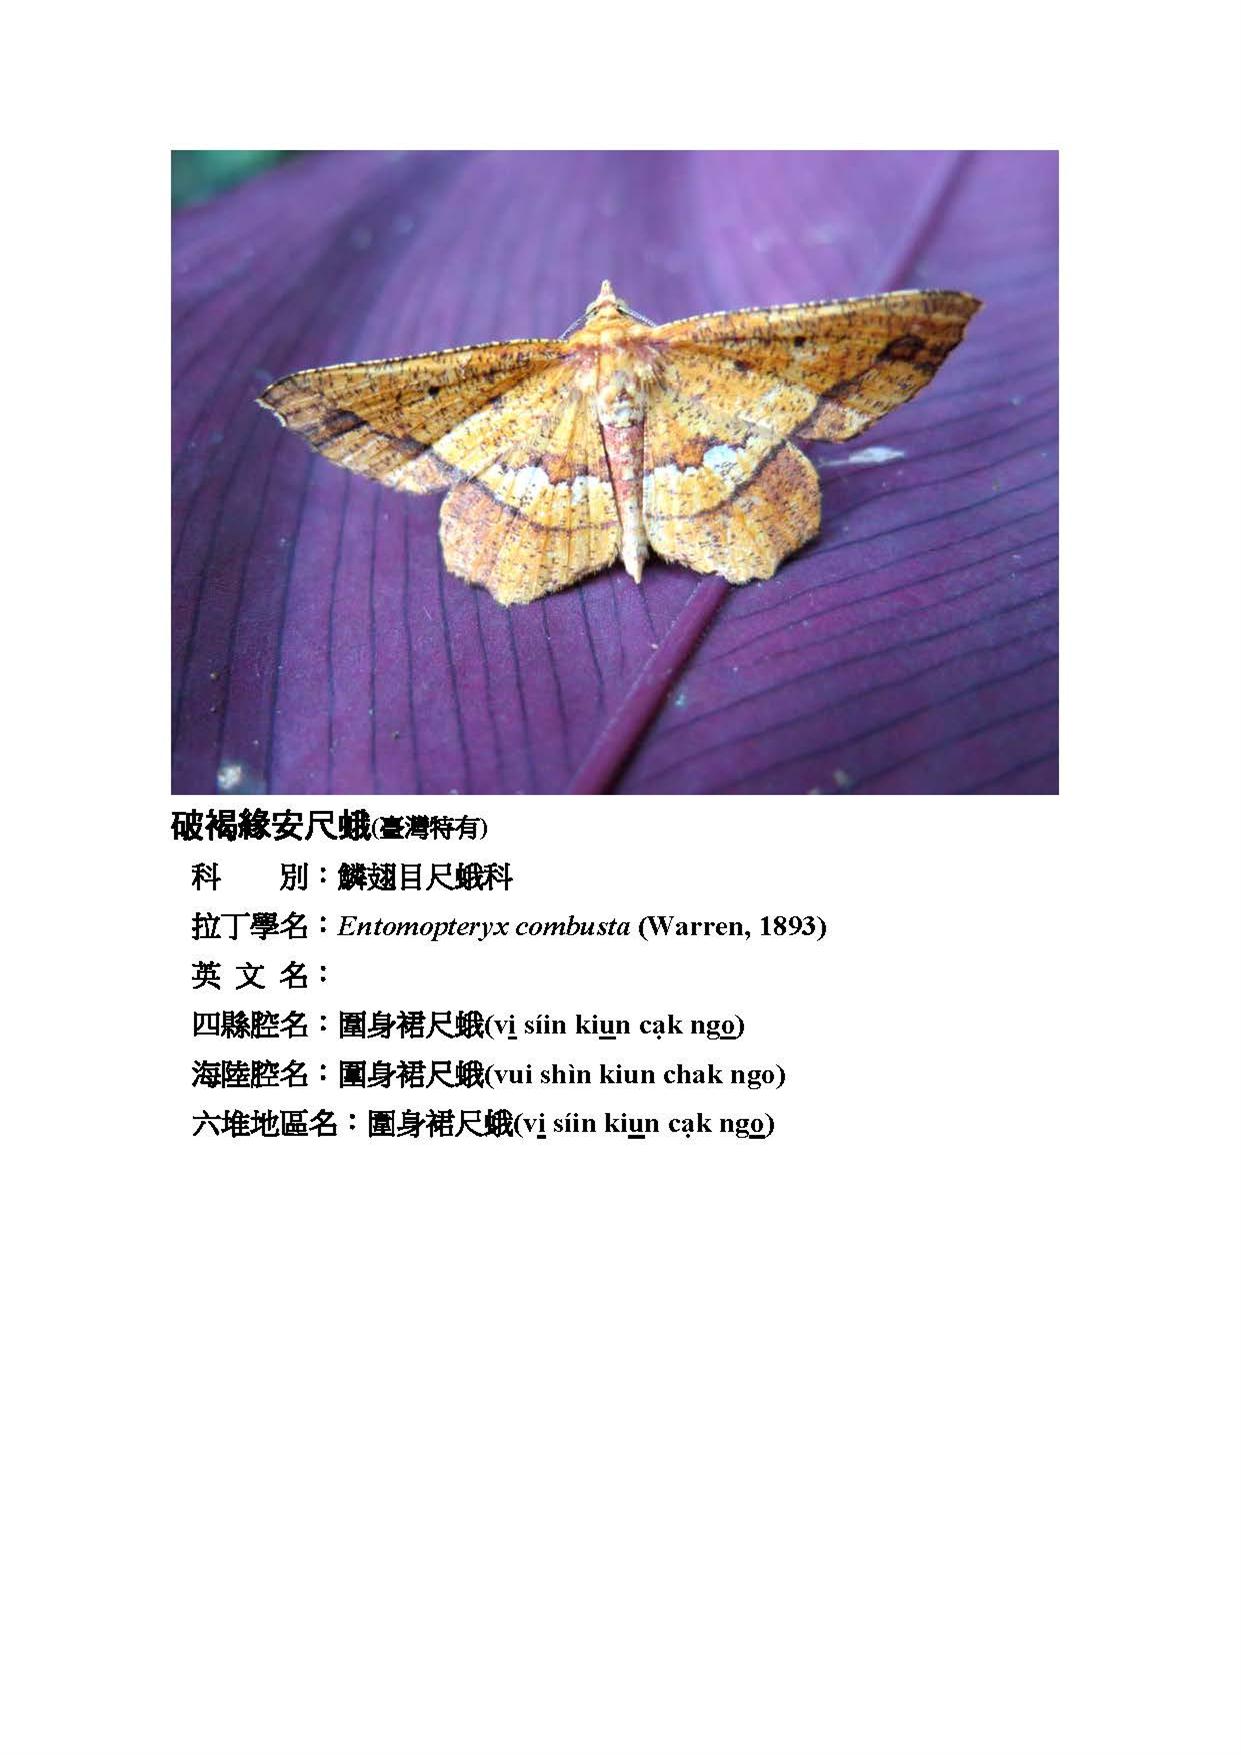 破褐緣安尺蛾(臺灣特有)
科　　別：鱗翅目尺蛾科
拉丁學名：Entomopteryx combusta (Warren, 1893)
英 文 名：
四縣腔名：圍身裙尺蛾(vi̲ síin kiu̲n cạk ngo̲)
海陸腔名：圍身裙尺蛾(vui shìn kiun chak ngo)
六堆地區名：圍身裙尺蛾(vi̲ síin kiu̲n cạk ngo̲)